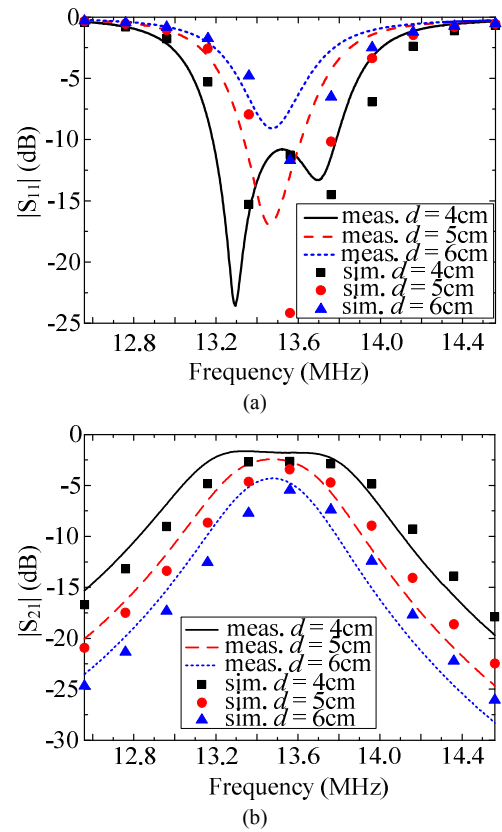 0
-5
-10
-15
-20
-25
|S11| (dB)
meas. d = 4cm
meas. d = 5cm
meas. d = 6cm
sim. d = 4cm
sim. d = 5cm
sim. d = 6cm
12.8 13.2 13.6 14.0 14.4
Frequency (MHz)
(a)
0
-5
-10
-15
-20
-25
-30
|S21| (dB)
meas. d = 4cm
meas. d = 5cm
meas. d = 6cm
sim. d = 4cm
sim. d = 5cm
sim. d = 6cm
12.8 13.2 13.6 14.0 14.4
Frequency (MHz)
(b)